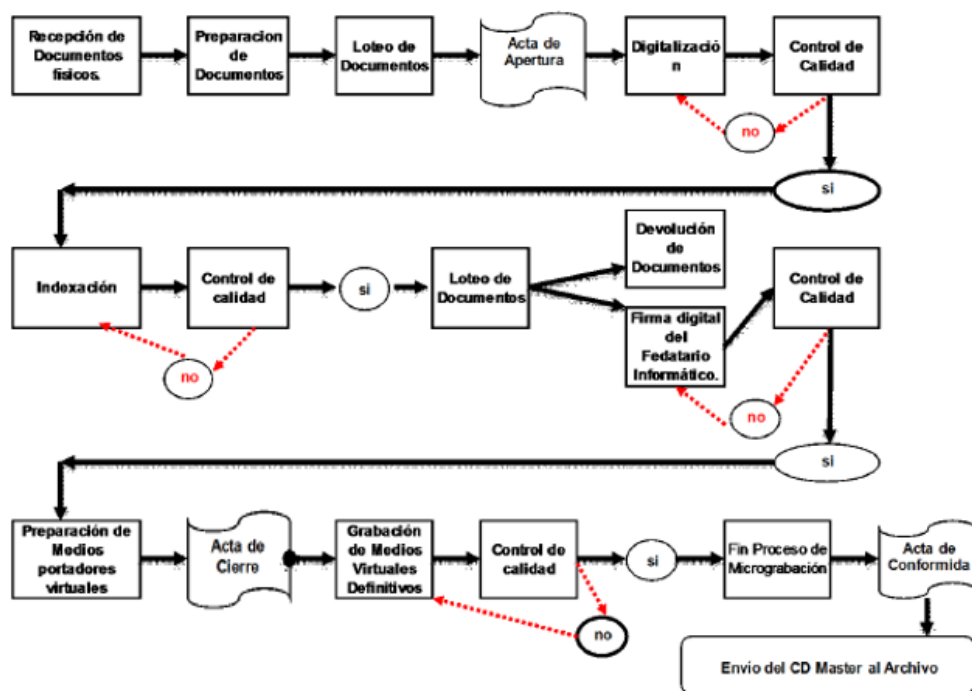 Recepción de
Documentos
físicos.
Preparacion
de
Documentos
Loteo de
Documentos
Acta de
Apertura
Digitalizació
n
Control de
Calidad
no
si
Indexación
Control de
calidad
si
Loteo de
Documentos
Devolución
de
Documentos
Firma digital
del
Fedatario
Informático.
Control de
Calidad
no
no
si
Preparación de
Medios
portadores
virtuales
Acta de
Cierre
Grabación
de Medios
Virtuales
Definitivos
Control de
calidad
si
Fin Proceso de
Micrograbación
Acta de
Conformida
no
Envio del CD Master al Archivo